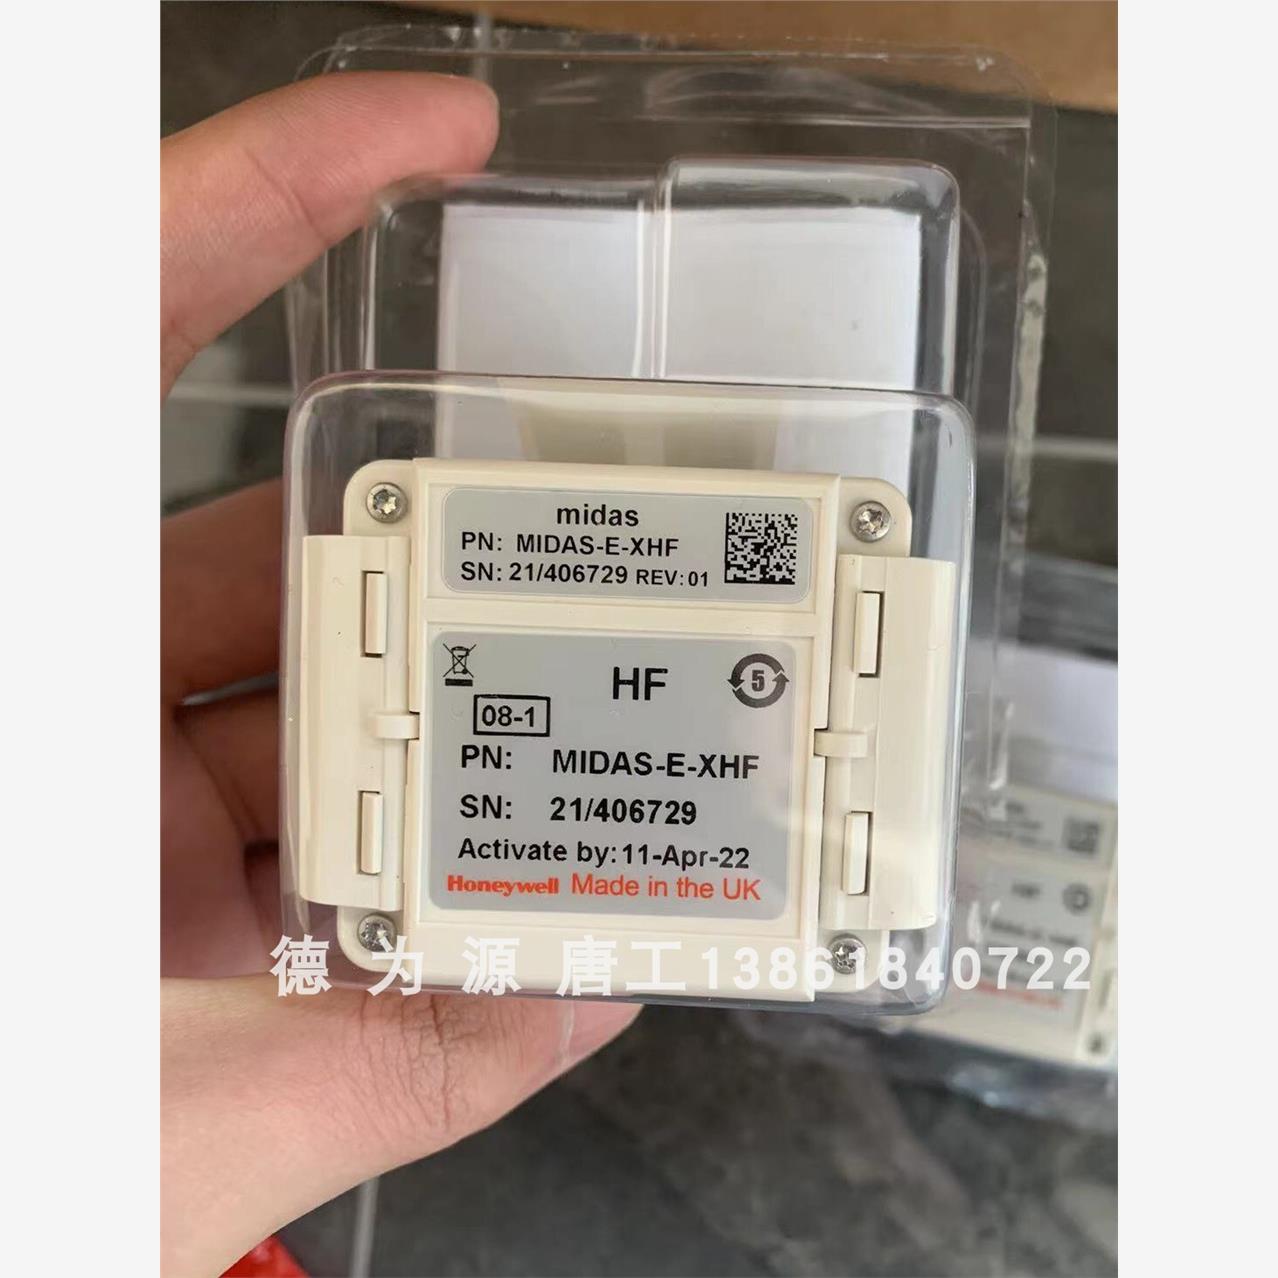 midas
PN: MIDAS-E-XHF
SN: 21/406729 REV:01
HF
5
08-1
PN: MIDAS-E-XHF
SN: 21/406729
Activate by: 11-Apr-22
Honeywell Made in the UK
德为源 唐工13861840722
HF